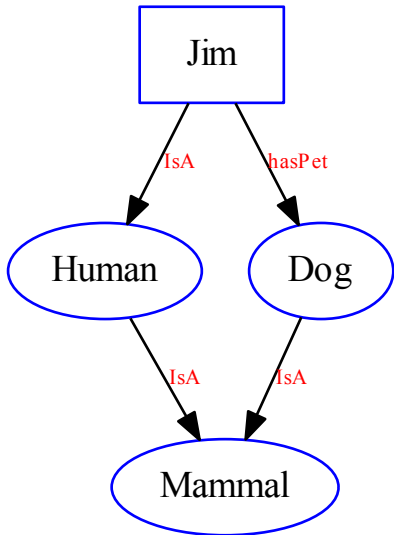 Jim
IsA
hasPet
Human
Dog
IsA
IsA
Mammal